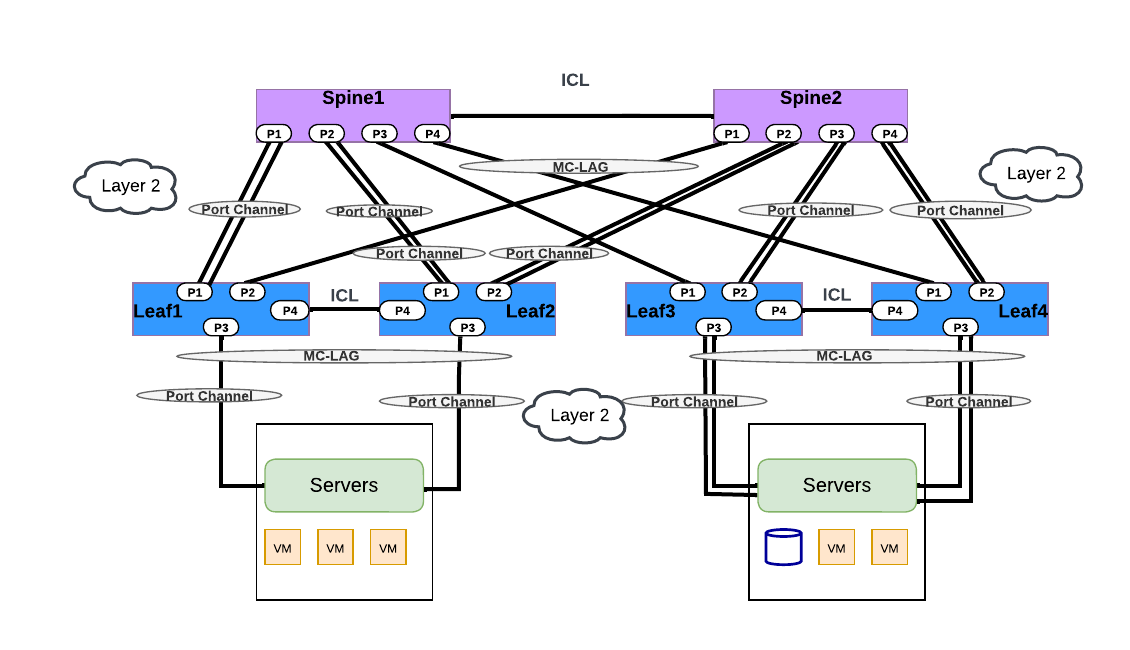 ICL
Spine1
Spine2
P1
P2
P3
P4
P1
P2
P3
P4
MC-LAG
Layer 2
Layer 2
Port Channel
Port Channel
Port Channel
Port Channel
Port Channel
Port Channel
P1
P2
P1
P2
P1
P2
P1
P2
Leaf1
P4
ICL
P4
Leaf2
Leaf3
P4
ICL
P4
Leaf4
P3
P3
P3
P3
MC-LAG
MC-LAG
Port Channel
Port Channel
Layer 2
Port Channel
Port Channel
Servers
Servers
VM
VM
VM
VM
VM